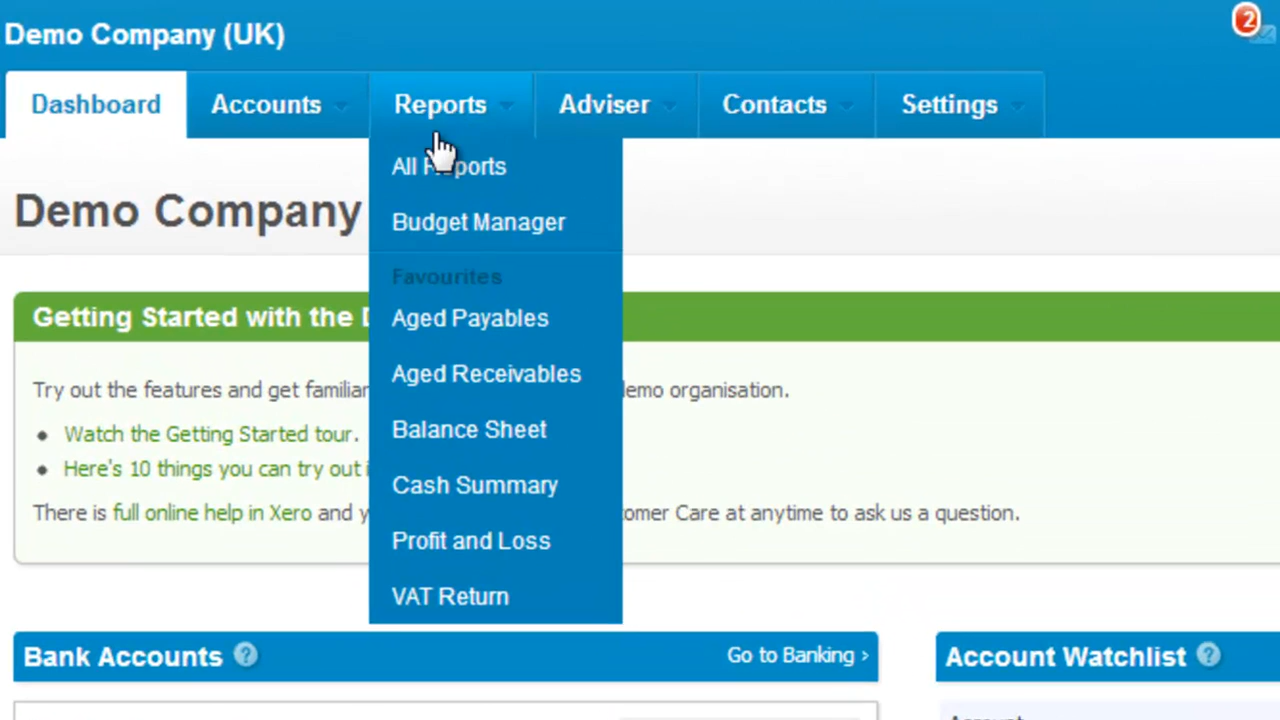 Demo Company (UK)
2
Dashboard Accounts Reports Adviser Contacts Settings
All Reports
Demo Company
Budget Manager
Favourites
Getting Started with the
Aged Payables
Aged Receivables
Try out the features and get familiar demo organisation.
Balance Sheet
Watch the Getting Started tour.
Here's 10 things you can try out
Cash Summary
There is full online help in Xero and Care at anytime to ask us a question.
Profit and Loss
VAT Return
Bank Accounts ? Go to Banking › Account Watchlist ?
Account